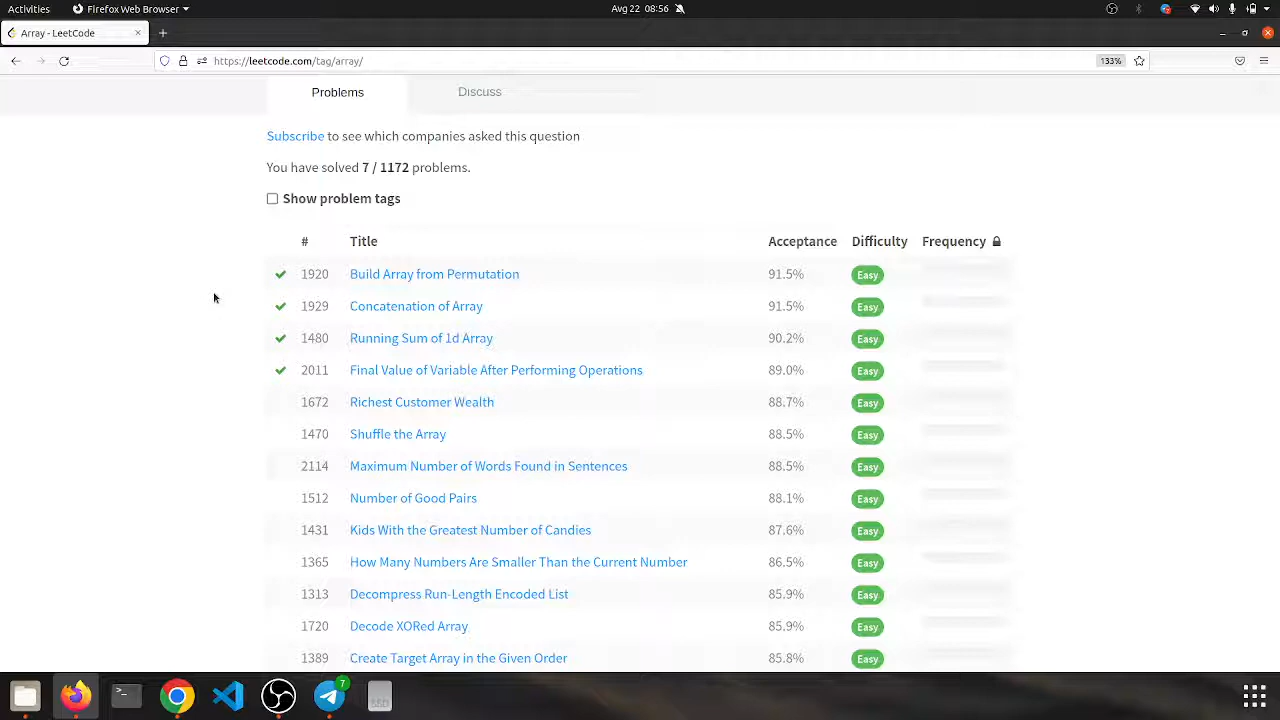 Activities Firefox Web Browser Aug 22 08:56
Array - LeetCode
https://leetcode.com/tag/array/ 133%
Problems Discuss
Subscribe to see which companies asked this question
You have solved 7 / 1172 problems.
Show problem tags
# Title Acceptance Difficulty Frequency
1920 Build Array from Permutation 91.5% Easy
1929 Concatenation of Array 91.5% Easy
1480 Running Sum of 1d Array 90.2% Easy
2011 Final Value of Variable After Performing Operations 89.0% Easy
1672 Richest Customer Wealth 88.7% Easy
1470 Shuffle the Array 88.5% Easy
2114 Maximum Number of Words Found in Sentences 88.5% Easy
1512 Number of Good Pairs 88.1% Easy
1431 Kids With the Greatest Number of Candies 87.6% Easy
1365 How Many Numbers Are Smaller Than the Current Number 86.5% Easy
1313 Decompress Run-Length Encoded List 85.9% Easy
1720 Decode XORed Array 85.9% Easy
1389 Create Target Array in the Given Order 85.8% Easy
7
SSD